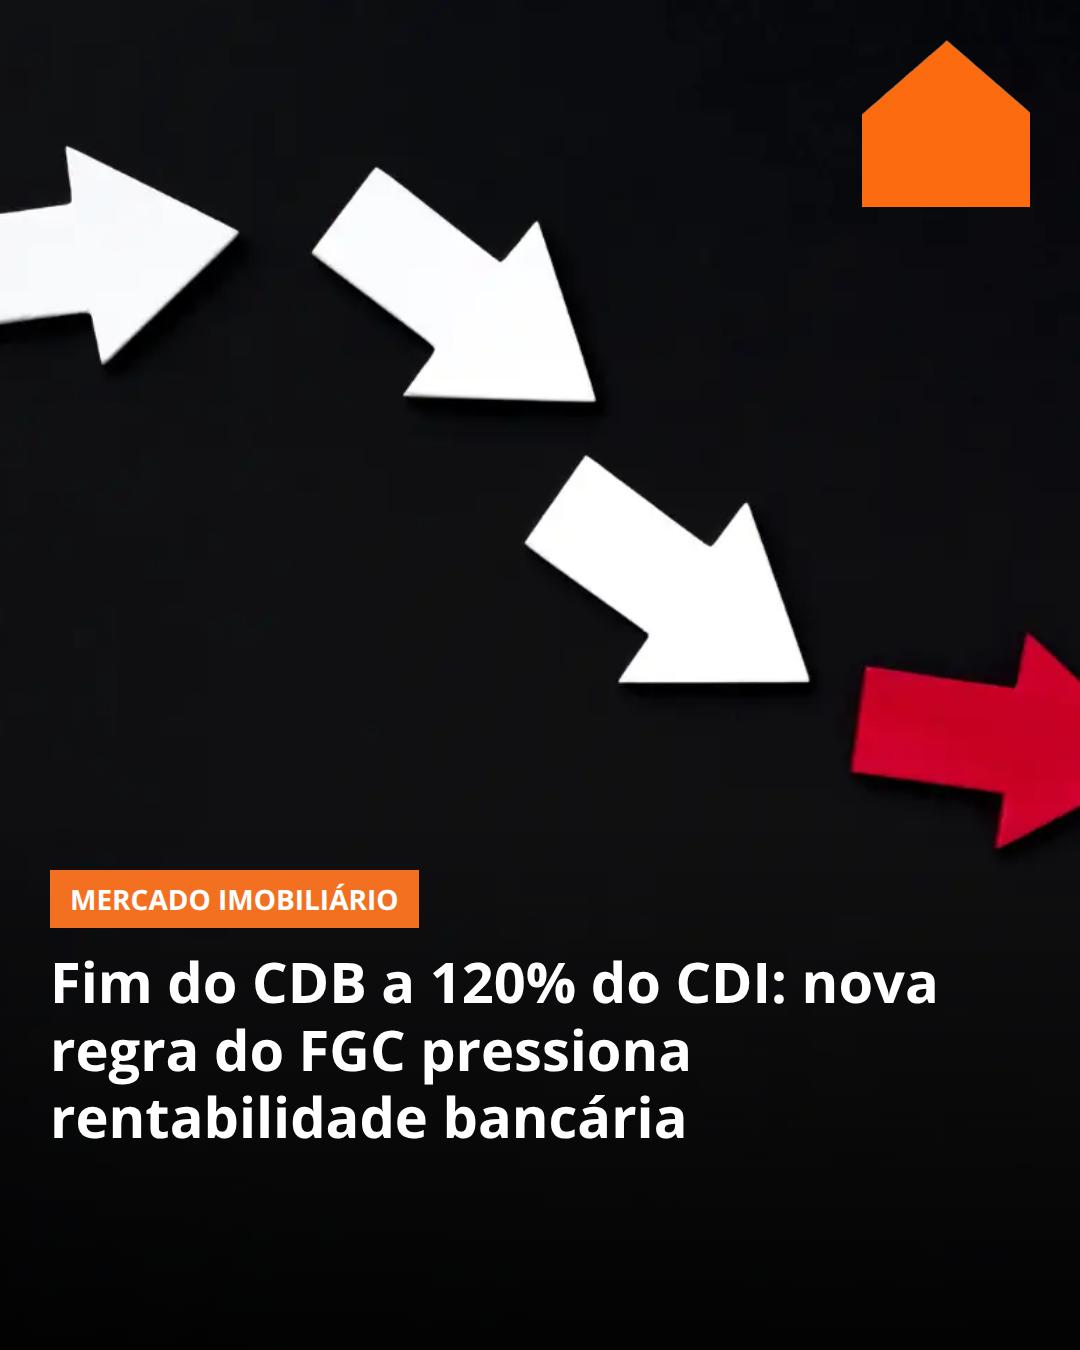 MERCADO IMOBILIÁRIO
Fim do CDB a 120% do CDI: nova
regra do FGC pressiona
rentabilidade bancária